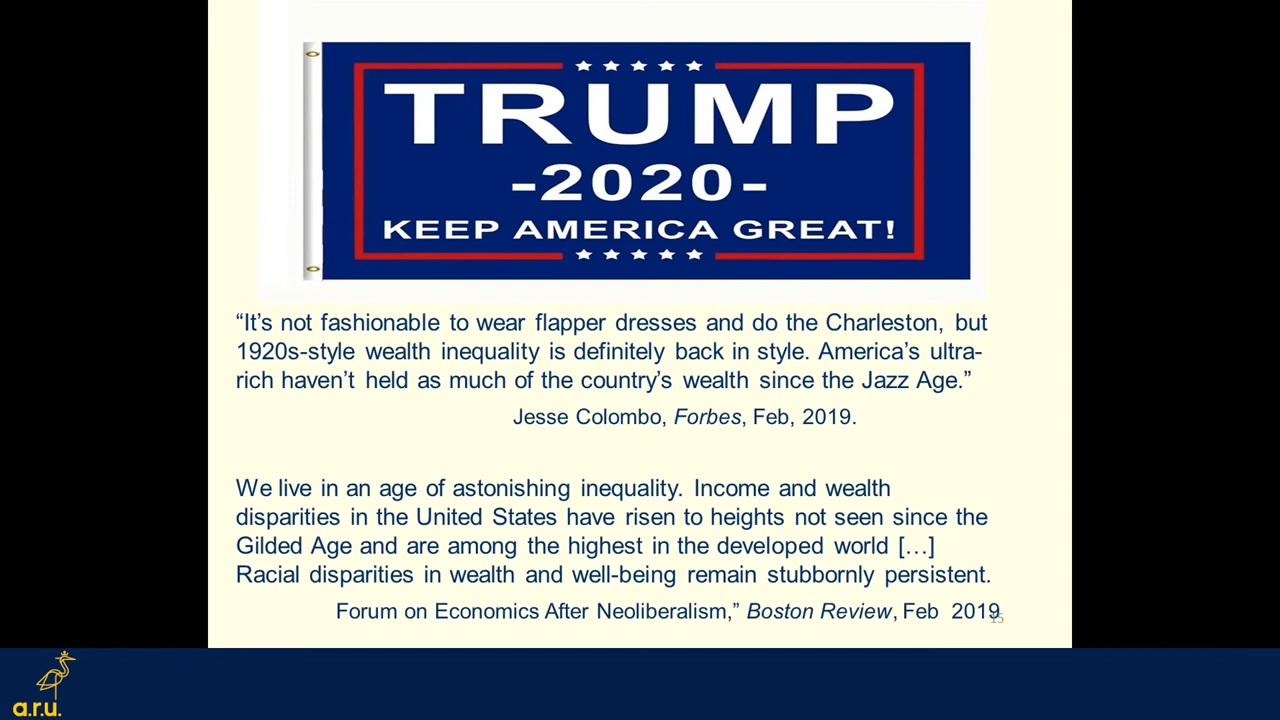 TRUMP
-2020-
KEEP AMERICA GREAT!
“It’s not fashionable to wear flapper dresses and do the Charleston, but
1920s-style wealth inequality is definitely back in style. America’s ultra-
rich haven’t held as much of the country’s wealth since the Jazz Age.”
Jesse Colombo, Forbes, Feb, 2019.
We live in an age of astonishing inequality. Income and wealth
disparities in the United States have risen to heights not seen since the
Gilded Age and are among the highest in the developed world […]
Racial disparities in wealth and well-being remain stubbornly persistent.
Forum on Economics After Neoliberalism,” Boston Review, Feb 2019
15
a.r.u.